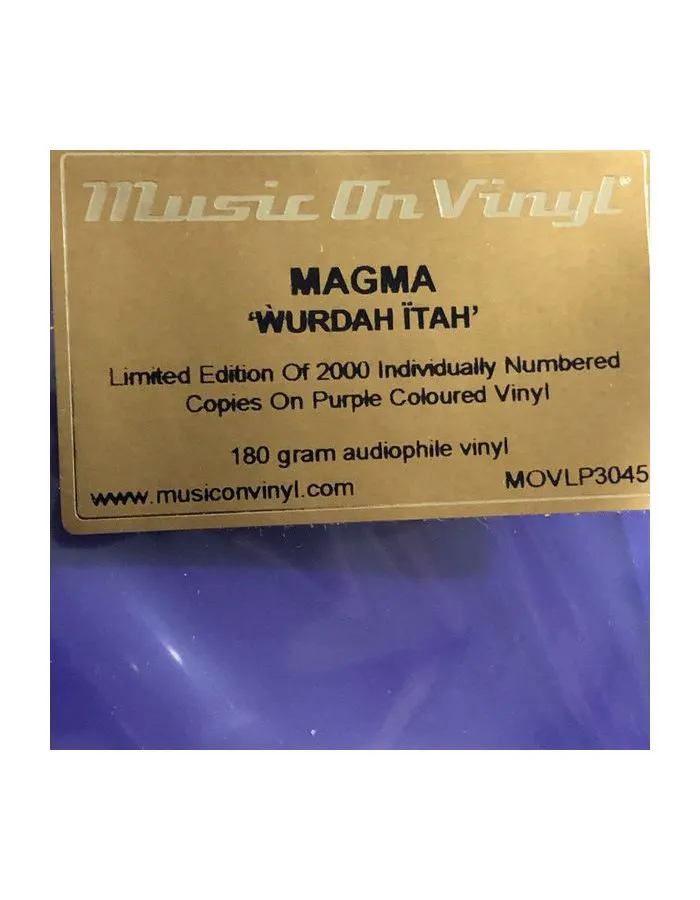 Music On Vinyl®
MAGMA
‘ẀURDAH ÏTAH’
Limited Edition Of 2000 Individually Numbered
Copies On Purple Coloured Vinyl
180 gram audiophile vinyl
www.musiconvinyl.com MOVLP3045